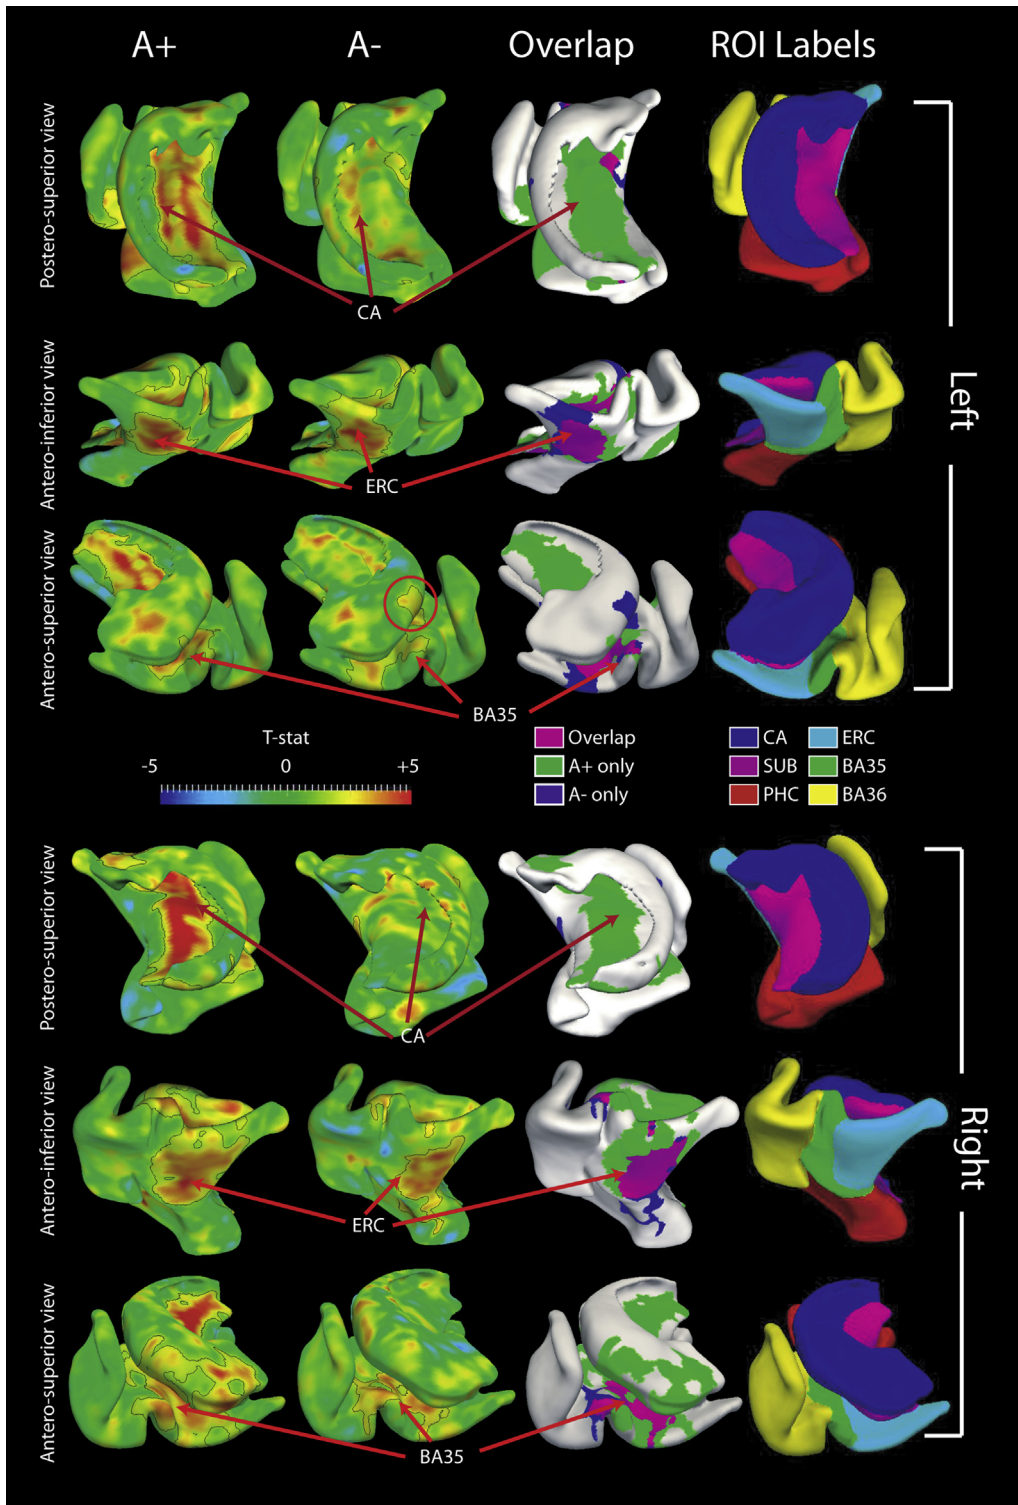 A+ A- Overlap ROI Labels
Postero-superior view
CA
Antero-inferior view
ERC
Left
Antero-superior view
BA35
T-stat
-5 0 +5
Overlap
A+ only
A- only
CA ERC
SUB BA35
PHC BA36
Postero-superior view
CA
Antero-inferior view
ERC
Right
Antero-superior view
BA35